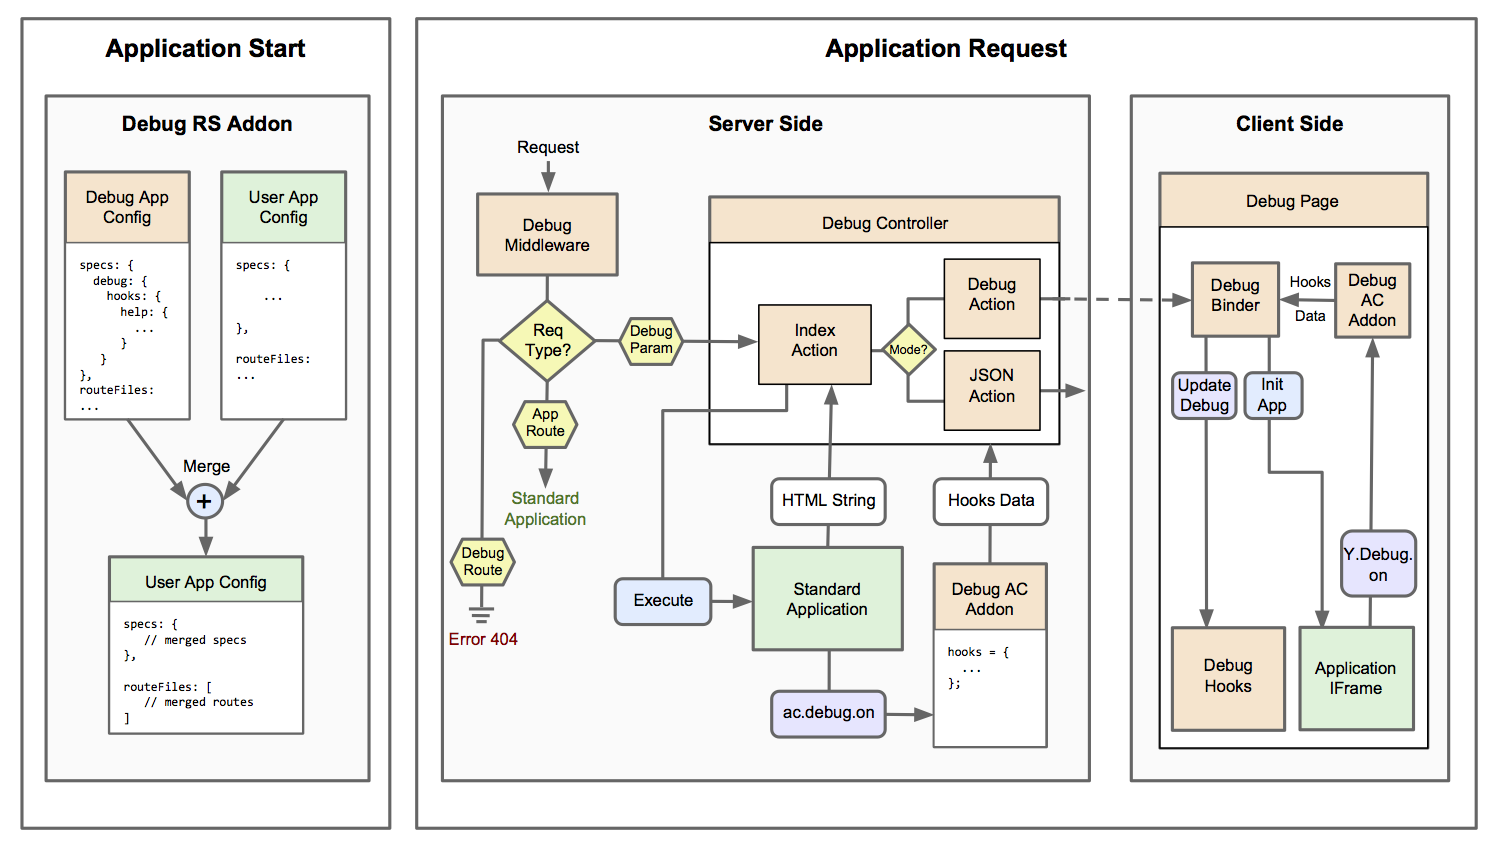 Application Start
Debug RS Addon
Debug App
Config
specs: {
debug: {
hooks: {
help: {
...
}
}
},
routeFiles:
...
User App
Config
specs: {
...
},
routeFiles:
...
Merge
+
User App Config
specs: {
// merged specs
},
routeFiles: [
// merged routes
]
Application Request
Server Side
Request
Debug
Middleware
Req
Type?
Debug
Param
App
Route
Standard
Application
Debug
Route
Error 404
Debug Controller
Index
Action
Mode?
Debug
Action
JSON
Action
HTML String
Hooks Data
Execute
Standard
Application
Debug AC
Addon
hooks = {
...
};
ac.debug.on
Client Side
Debug Page
Debug
Binder
Hooks
Data
Debug
AC
Addon
Update
Debug
Init
App
Y.Debug.
on
Debug
Hooks
Application
IFrame